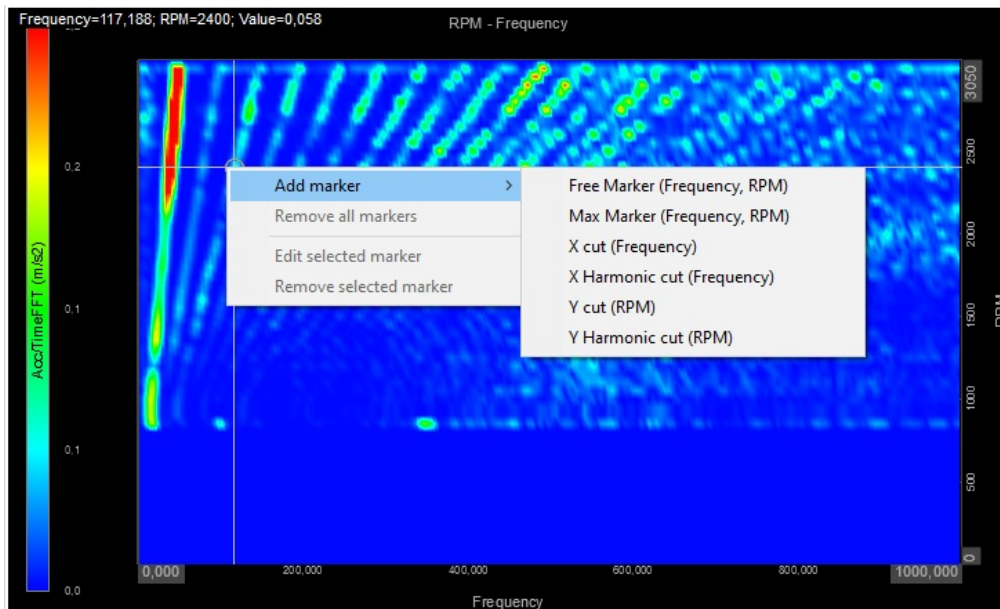 Frequency=117,188; RPM=2400; Value=0,058
RPM - Frequency
Acc/TimeFFT (m/s2)
0,2
0,1
0,1
0,0
Add marker
Remove all markers
Edit selected marker
Remove selected marker
Free Marker (Frequency, RPM)
Max Marker (Frequency, RPM)
X cut (Frequency)
X Harmonic cut (Frequency)
Y cut (RPM)
Y Harmonic cut (RPM)
3050
2500
2000
1500
1000
500
0
RPM
0,000
200,000
400,000
600,000
800,000
1000,000
Frequency